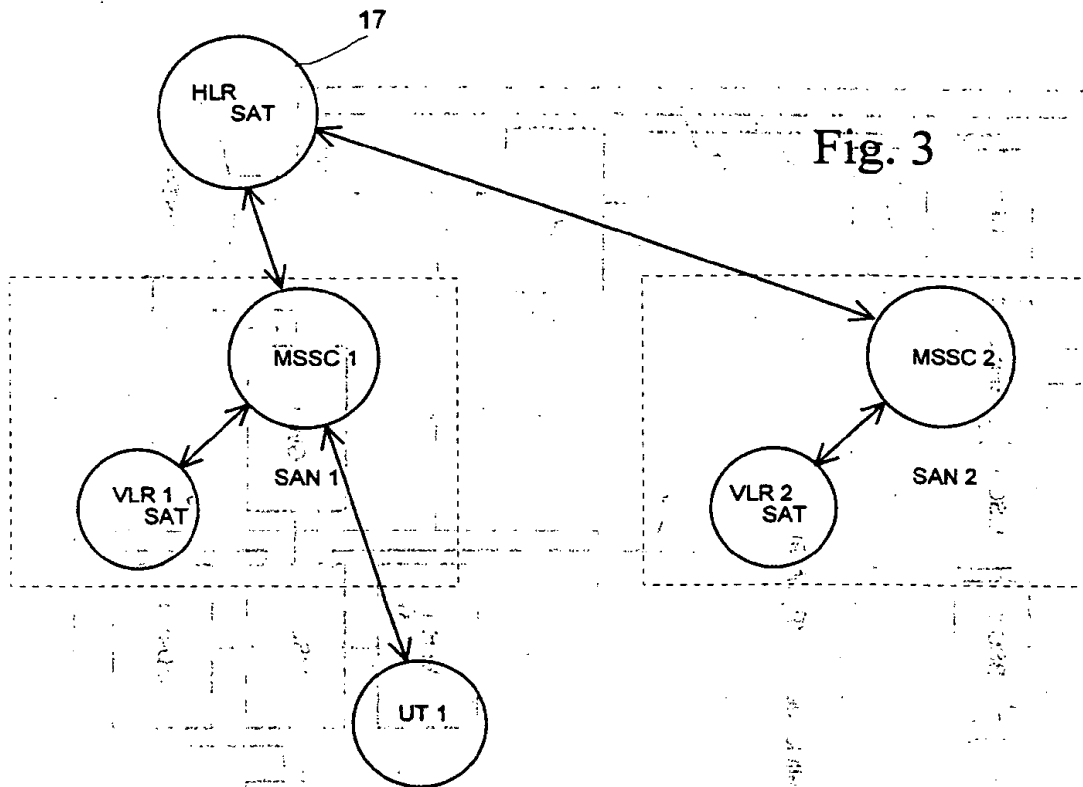 17
HLR
SAT
Fig. 3
MSSC 1
MSSC 2
SAN 1
SAN 2
VLR 1
SAT
VLR 2
SAT
UT 1